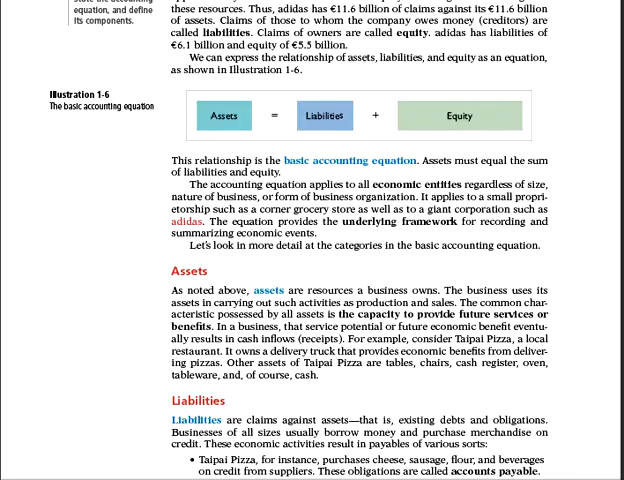 equation, and define
its components.
these resources. Thus, adidas has €11.6 billion of claims against its €11.6 billion
of assets. Claims of those to whom the company owes money (creditors) are
called liabilities. Claims of owners are called equity. adidas has liabilities of
€6.1 billion and equity of €5.5 billion.
We can express the relationship of assets, liabilities, and equity as an equation,
as shown in Illustration 1-6.
Illustration 1-6
The basic accounting equation
Assets = Liabilities + Equity
This relationship is the basic accounting equation. Assets must equal the sum
of liabilities and equity.
The accounting equation applies to all economic entities regardless of size,
nature of business, or form of business organization. It applies to a small propri-
etorship such as a corner grocery store as well as to a giant corporation such as
adidas. The equation provides the underlying framework for recording and
summarizing economic events.
Let's look in more detail at the categories in the basic accounting equation.
Assets
As noted above, assets are resources a business owns. The business uses its
assets in carrying out such activities as production and sales. The common char-
acteristic possessed by all assets is the capacity to provide future services or
benefits. In a business, that service potential or future economic benefit eventu-
ally results in cash inflows (receipts). For example, consider Taipai Pizza, a local
restaurant. It owns a delivery truck that provides economic benefits from deliver-
ing pizzas. Other assets of Taipai Pizza are tables, chairs, cash register, oven,
tableware, and, of course, cash.
Liabilities
Liabilities are claims against assets—that is, existing debts and obligations.
Businesses of all sizes usually borrow money and purchase merchandise on
credit. These economic activities result in payables of various sorts:
• Taipai Pizza, for instance, purchases cheese, sausage, flour, and beverages
on credit from suppliers. These obligations are called accounts payable.